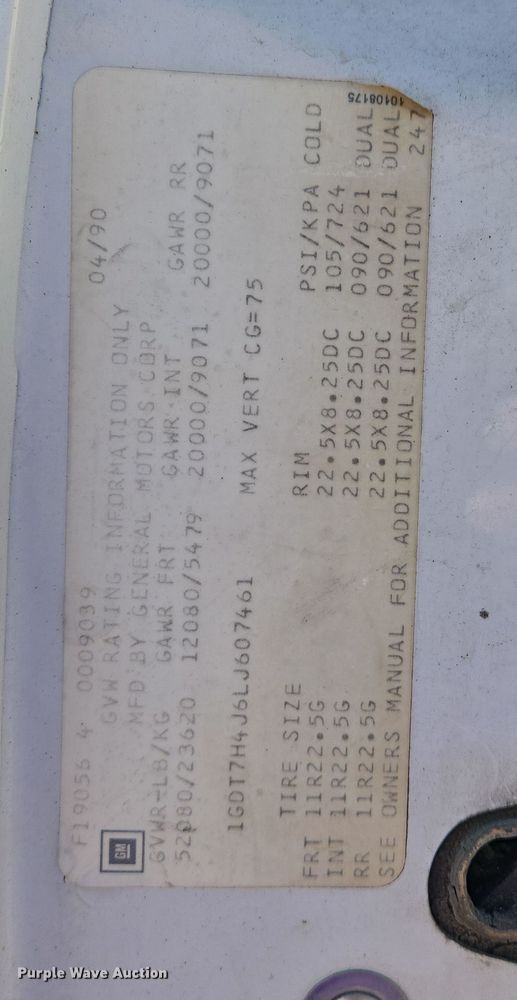 F19056 4 0009039
GVW RATING INFORMATION ONLY 04/90
GM MFD BY GENERAL MOTORS CORP
GVWR-LB/KG GAWR FRT GAWR INT GAWR RR
52080/23620 12080/5479 20000/9071 20000/9071
1GDT7H4J6LJ607461 MAX VERT CG=75
TIRE SIZE RIM PSI/KPA COLD
FRT 11R22.5G 22.5X8.25DC 105/724
INT 11R22.5G 22.5X8.25DC 090/621 DUAL
RR 11R22.5G 22.5X8.25DC 090/621 DUAL
SEE OWNERS MANUAL FOR ADDITIONAL INFORMATION 247
10108175
Purple Wave Auction